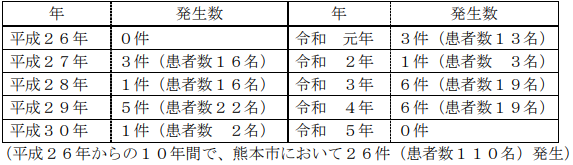 年 発生数 年 発生数
平成２６年 ０件 令和　元年 ３件（患者数１３名）
平成２７年 ３件（患者数１６名） 令和　２年 １件（患者数　３名）
平成２８年 １件（患者数１６名） 令和　３年 ６件（患者数１９名）
平成２９年 ５件（患者数２２名） 令和　４年 ６件（患者数１９名）
平成３０年 １件（患者数　２名） 令和　５年 ０件
（平成２６年からの１０年間で、熊本市において２６件（患者数１１０名）発生）